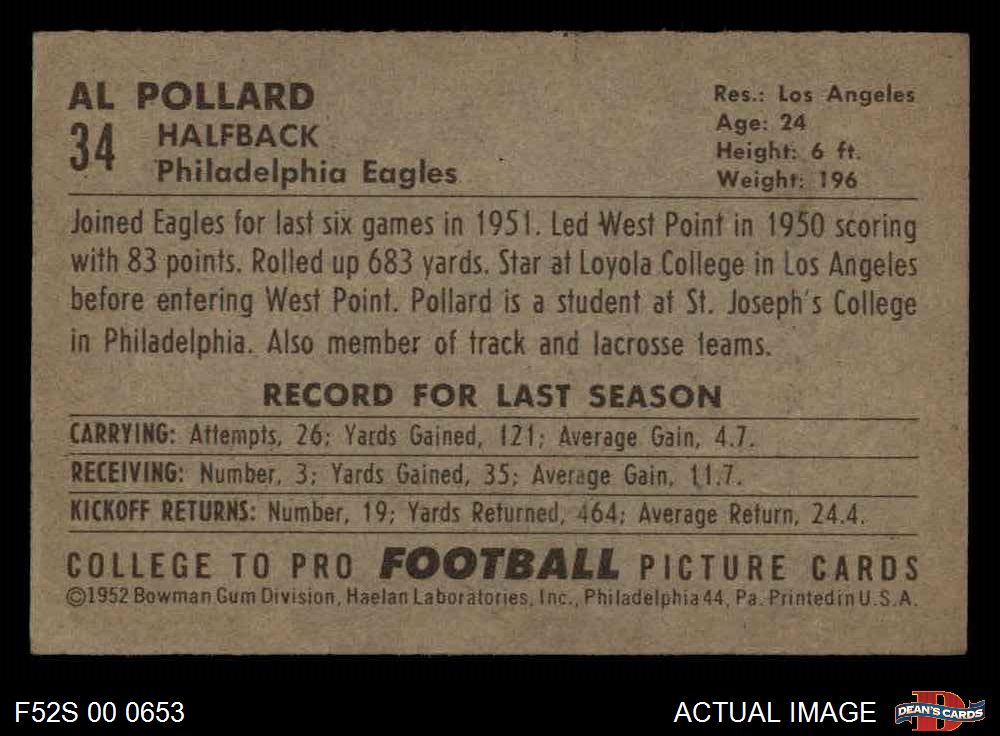 AL POLLARD
34 HALFBACK
Philadelphia Eagles
Res.: Los Angeles
Age: 24
Height: 6 ft.
Weight: 196
Joined Eagles for last six games in 1951. Led West Point in 1950 scoring
with 83 points. Rolled up 683 yards. Star at Loyola College in Los Angeles
before entering West Point. Pollard is a student at St. Joseph's College
in Philadelphia. Also member of track and lacrosse teams.
RECORD FOR LAST SEASON
CARRYING: Attempts, 26; Yards Gained, 121; Average Gain, 4.7.
RECEIVING: Number, 3; Yards Gained, 35; Average Gain, 11.7.
KICKOFF RETURNS: Number, 19; Yards Returned, 464; Average Return, 24.4.
COLLEGE TO PRO FOOTBALL PICTURE CARDS
©1952 Bowman Gum Division, Haelan Laboratories, Inc., Philadelphia 44, Pa. Printed in U.S.A.
F52S 00 0653
ACTUAL IMAGE
D
DEAN'S CARDS